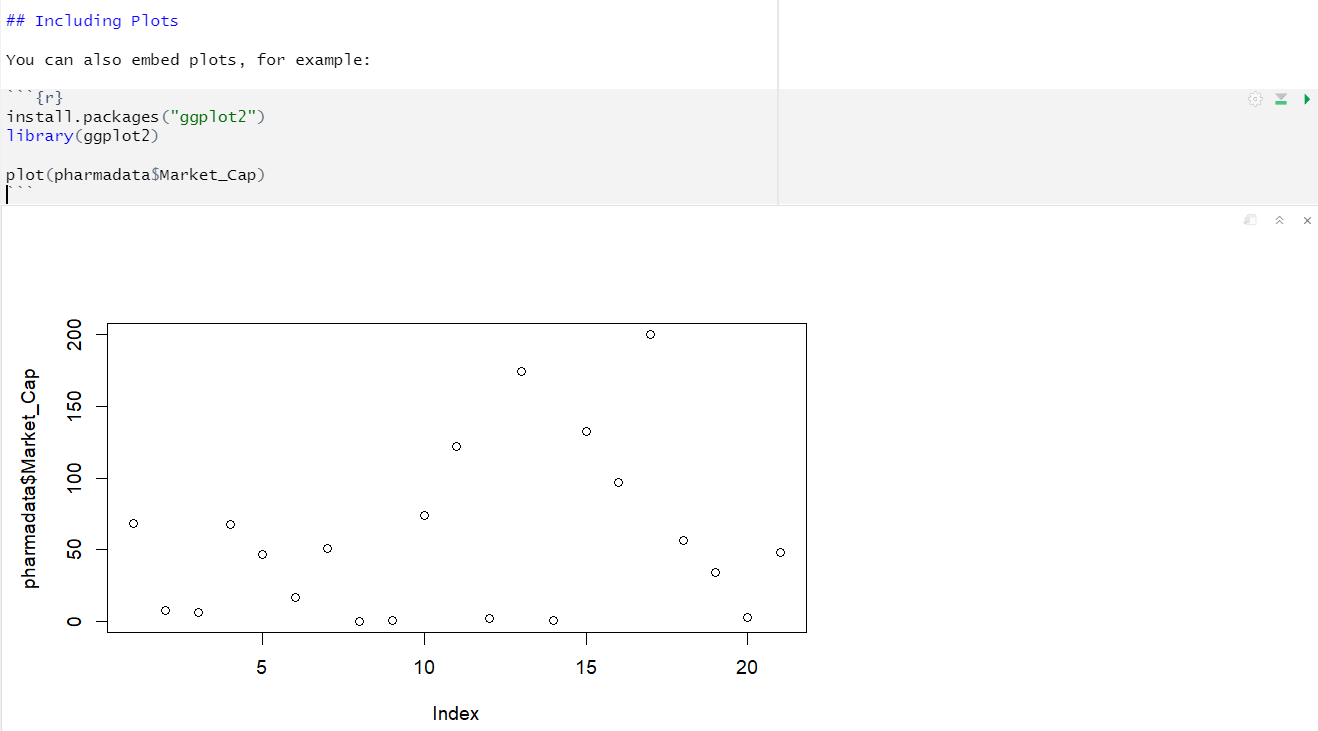 ## Including Plots
You can also embed plots, for example:
```{r}
install.packages("ggplot2")
library(ggplot2)
plot(pharmadata$Market_Cap)
```
pharmadata$Market_Cap
200
150
100
50
0
5 10 15 20
Index